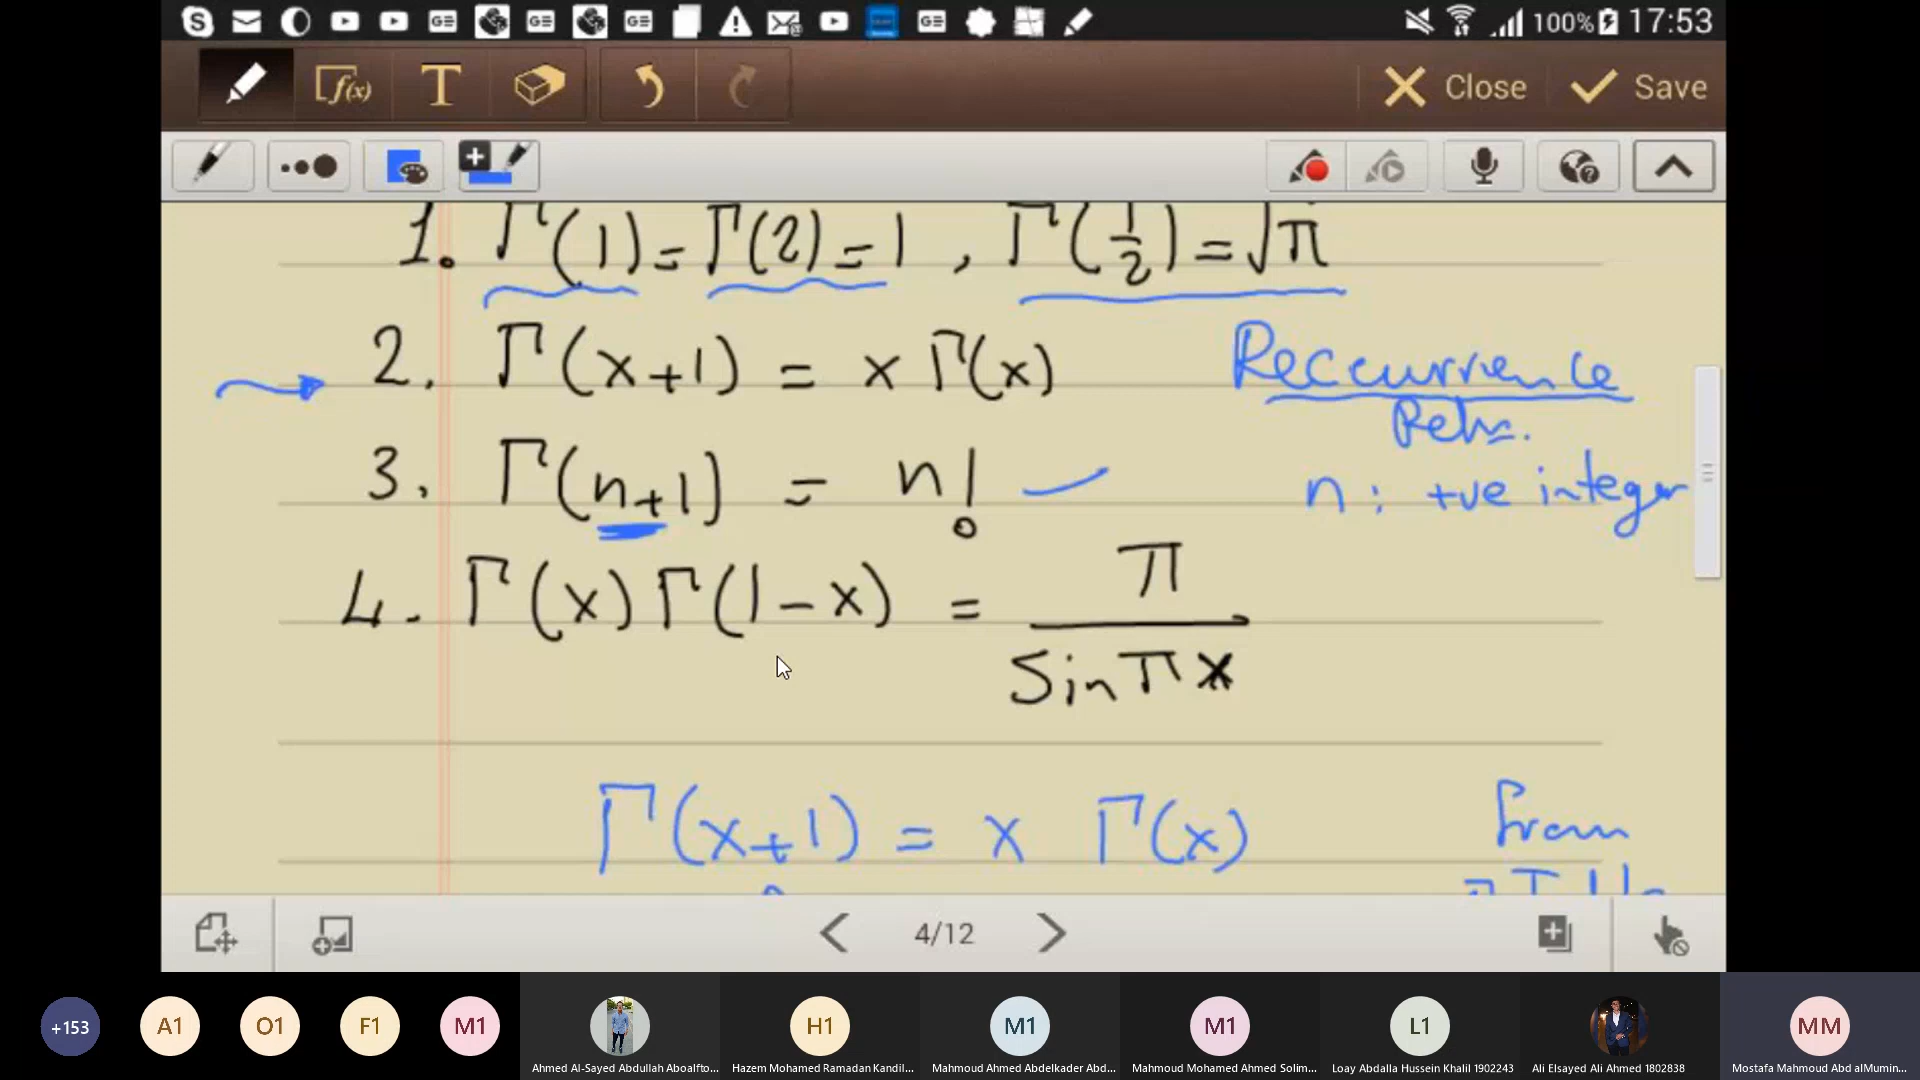 100% 17:53
f(x) T Close Save
1. Γ(1)=Γ(2)=1 , Γ(1/2)=√π
2. Γ(x+1) = x Γ(x) Reccurrence
Reln.
3. Γ(n+1) = n! n : +ve integer
4. Γ(x)Γ(1-x) = π / Sin πx
Γ(x+1) = x Γ(x) from
4/12
+153 A1 O1 F1 M1 H1 M1 M1 L1 MM
Ahmed Al-Sayed Abdullah Aboalfto... Hazem Mohamed Ramadan Kandil... Mahmoud Ahmed Abdelkader Abd... Mahmoud Mohamed Ahmed Solim... Loay Abdalla Hussein Khalil 1902243 Ali Elsayed Ali Ahmed 1802838 Mostafa Mahmoud Abd alMumin...